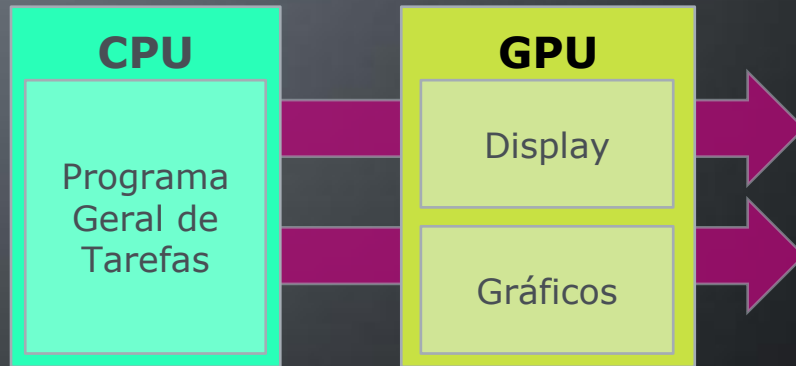 CPU
Programa
Geral de
Tarefas
GPU
Display
Gráficos